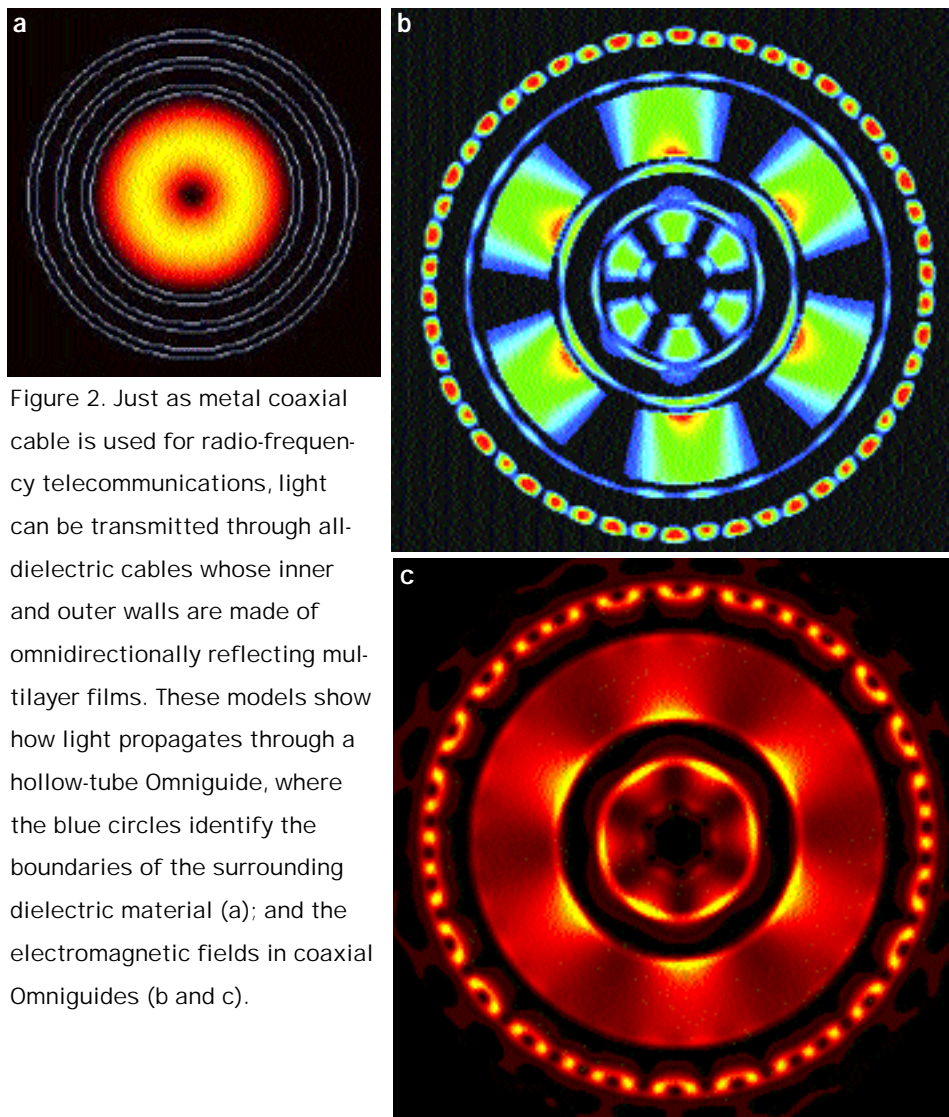 a
b
Figure 2. Just as metal coaxial
cable is used for radio-frequen-
cy telecommunications, light
can be transmitted through all-
dielectric cables whose inner
and outer walls are made of
omnidirectionally reflecting mul-
tilayer films. These models show
how light propagates through a
hollow-tube Omniguide, where
the blue circles identify the
boundaries of the surrounding
dielectric material (a); and the
electromagnetic fields in coaxial
Omniguides (b and c).
c